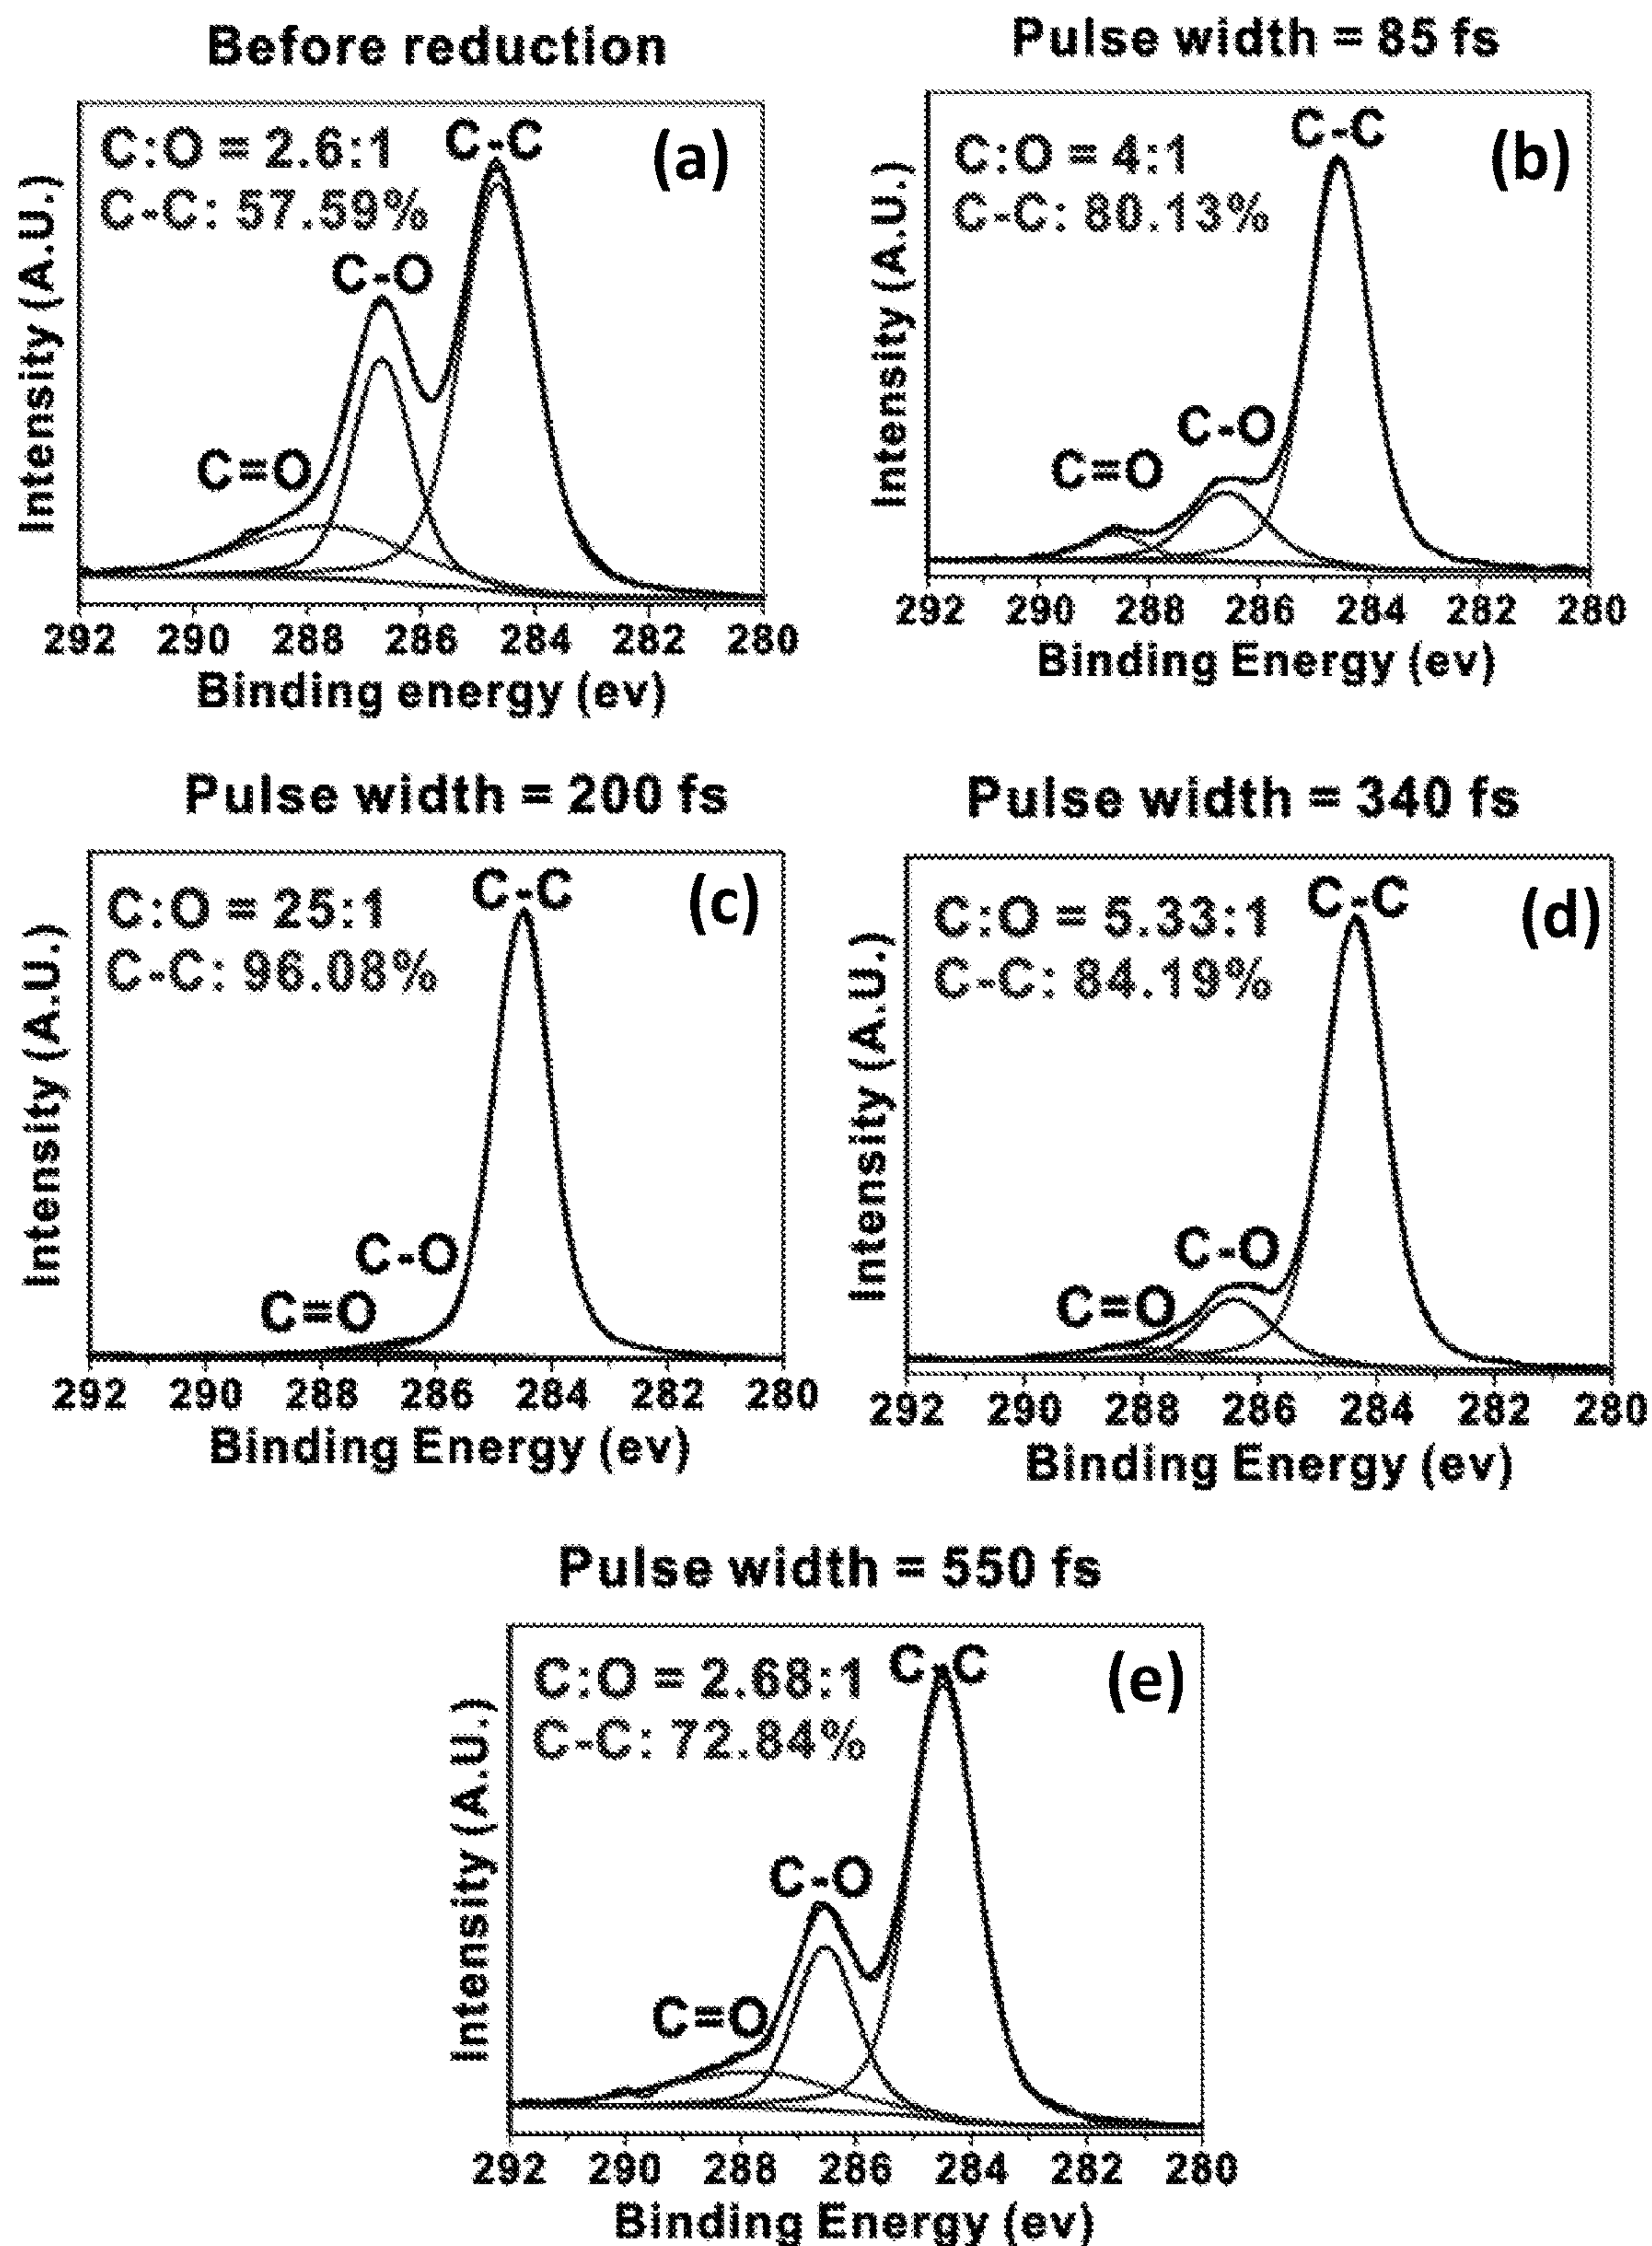 Before reduction
C:O = 2.6:1
C-C: 57.59%
C-C
(a)
C-O
C=O
Intensity (A.U.)
292 290 288 286 284 282 280
Binding energy (ev)
Pulse width = 85 fs
C:O = 4:1
C-C: 80.13%
C-C
(b)
C-O
C=O
Intensity (A.U.)
292 290 288 286 284 282 280
Binding Energy (ev)
Pulse width = 200 fs
C:O = 25:1
C-C: 96.08%
C-C
(c)
C-O
C=O
Intensity (A.U.)
292 290 288 286 284 282 280
Binding Energy (ev)
Pulse width = 340 fs
C:O = 5.33:1
C-C: 84.19%
C-C
(d)
C-O
C=O
Intensity (A.U.)
292 290 288 286 284 282 280
Binding Energy (ev)
Pulse width = 550 fs
C:O = 2.68:1
C-C: 72.84%
C-C
(e)
C-O
C=O
Intensity (A.U.)
292 290 288 286 284 282 280
Binding Energy (ev)